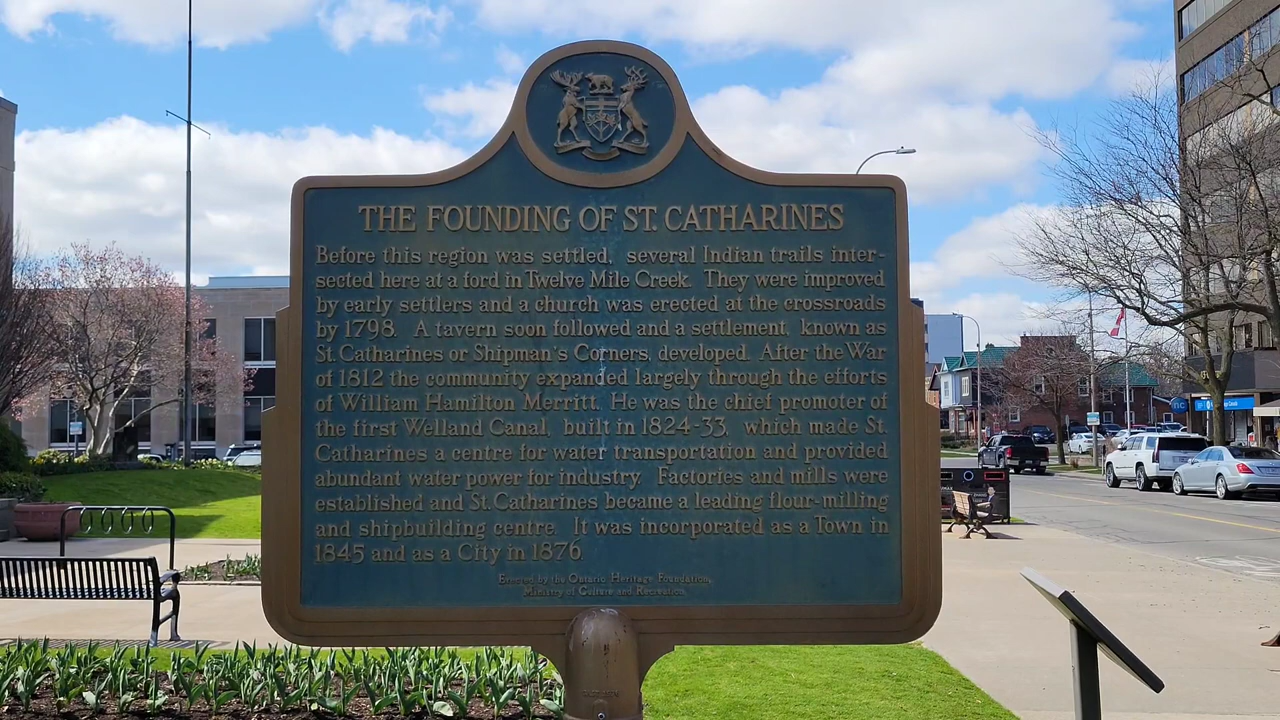 THE FOUNDING OF ST. CATHARINES
Before this region was settled, several Indian trails inter-
sected here at a ford in Twelve Mile Creek. They were improved
by early settlers and a church was erected at the crossroads
by 1798. A tavern soon followed and a settlement, known as
St. Catharines or Shipman's Corners, developed. After the War
of 1812 the community expanded largely through the efforts
of William Hamilton Merritt. He was the chief promoter of
the first Welland Canal, built in 1824-33, which made St.
Catharines a centre for water transportation and provided
abundant water power for industry. Factories and mills were
established and St. Catharines became a leading flour-milling
and shipbuilding centre. It was incorporated as a Town in
1845 and as a City in 1876
Erected by the Ontario Heritage Foundation,
Ministry of Culture and Recreation